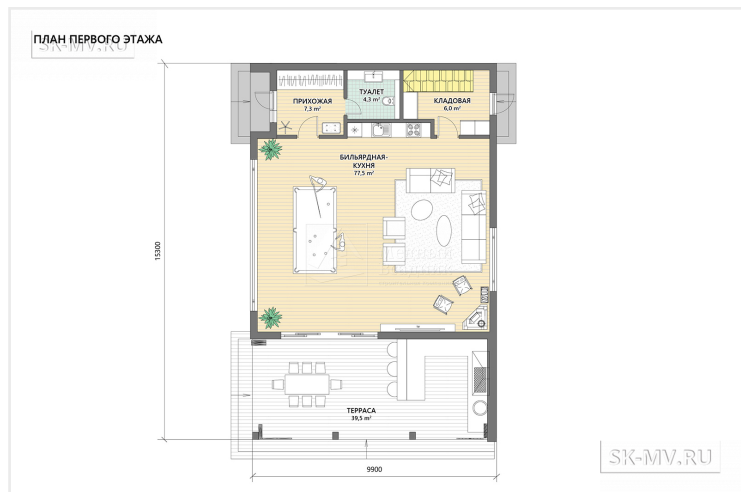 ПЛАН ПЕРВОГО ЭТАЖА
SK-MV.RU
ПРИХОЖАЯ
7,3 m²
ТУАЛЕТ
4,3 m²
КЛАДОВАЯ
6,0 m²
БИЛЬЯРДНАЯ-
КУХНЯ
77,5 m²
15300
ТЕРРАСА
39,5 m²
9900
SK-MV.RU